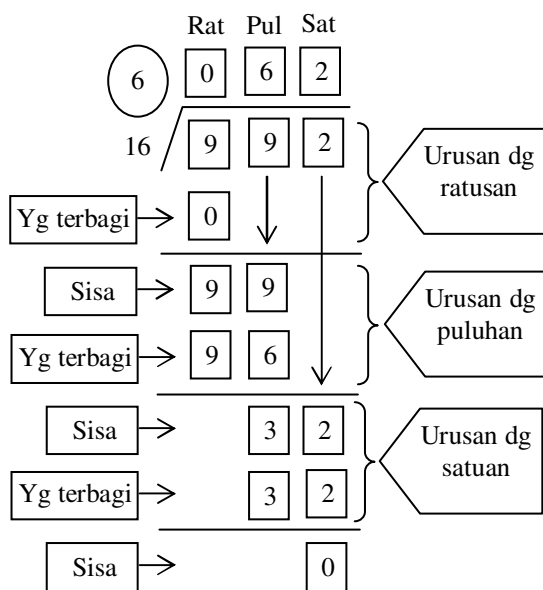 Rat Pul Sat
6 0 6 2
16 9 9 2
Urusan dg
ratusan
Yg terbagi 0
Sisa 9 9
Urusan dg
puluhan
Yg terbagi 9 6
Sisa 3 2
Urusan dg
satuan
Yg terbagi 3 2
Sisa 0